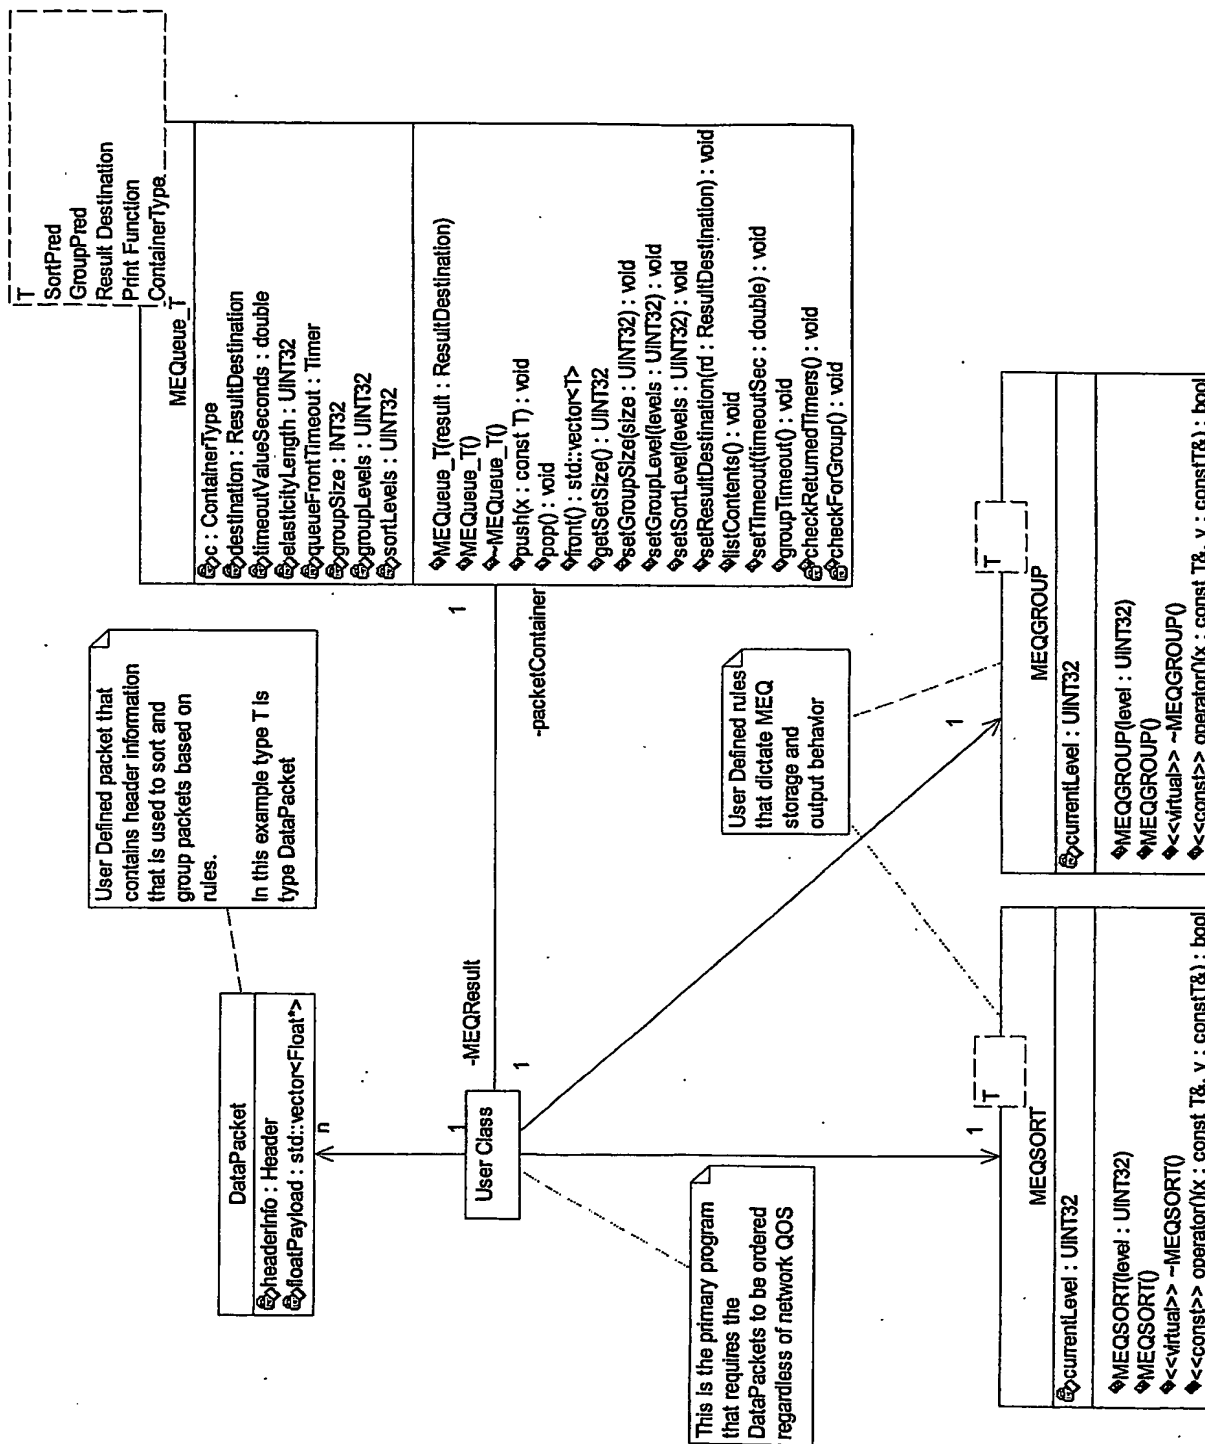 T
SortPred
GroupPred
Result Destination
Print Function
ContainerType
MEQueue_T
c : ContainerType
destination : ResultDestination
timeoutValueSeconds : double
elasticityLength : UINT32
queueFrontTimeout : Timer
groupSize : INT32
groupLevels : UINT32
sortLevels : UINT32
MEQueue_T(result : ResultDestination)
MEQueue_T()
~MEQueue_T()
push(x : const T) : void
pop() : void
front() : std::vector<T>
getSetSize() : UINT32
setGroupSize(size : UINT32) : void
setGroupLevel(levels : UINT32) : void
setSortLevel(levels : UINT32) : void
setResultDestination(rd : ResultDestination) : void
listContents() : void
setTimeout(timeoutSec : double) : void
groupTimeout() : void
checkReturnedTimers() : void
checkForGroup() : void
User Defined packet that
contains header information
that is used to sort and
group packets based on
rules.
In this example type T is
type DataPacket
DataPacket
headerInfo : Header
floatPayload : std::vector<Float*>
n
1
User Class
1
-MEQResult
1
-packetContainer
This is the primary program
that requires the
DataPackets to be ordered
regardless of network QOS
User Defined rules
that dictate MEQ
storage and
output behavior
1
T
MEQSORT
currentLevel : UINT32
MEQSORT(level : UINT32)
MEQSORT()
<<virtual>> ~MEQSORT()
<<const>> operator()(x : const T&, y : constT&) : bool
1
T
MEQGROUP
currentLevel : UINT32
MEQGROUP(level : UINT32)
MEQGROUP()
<<virtual>> ~MEQGROUP()
<<const>> operator()(x : const T&, y : constT&) : bool